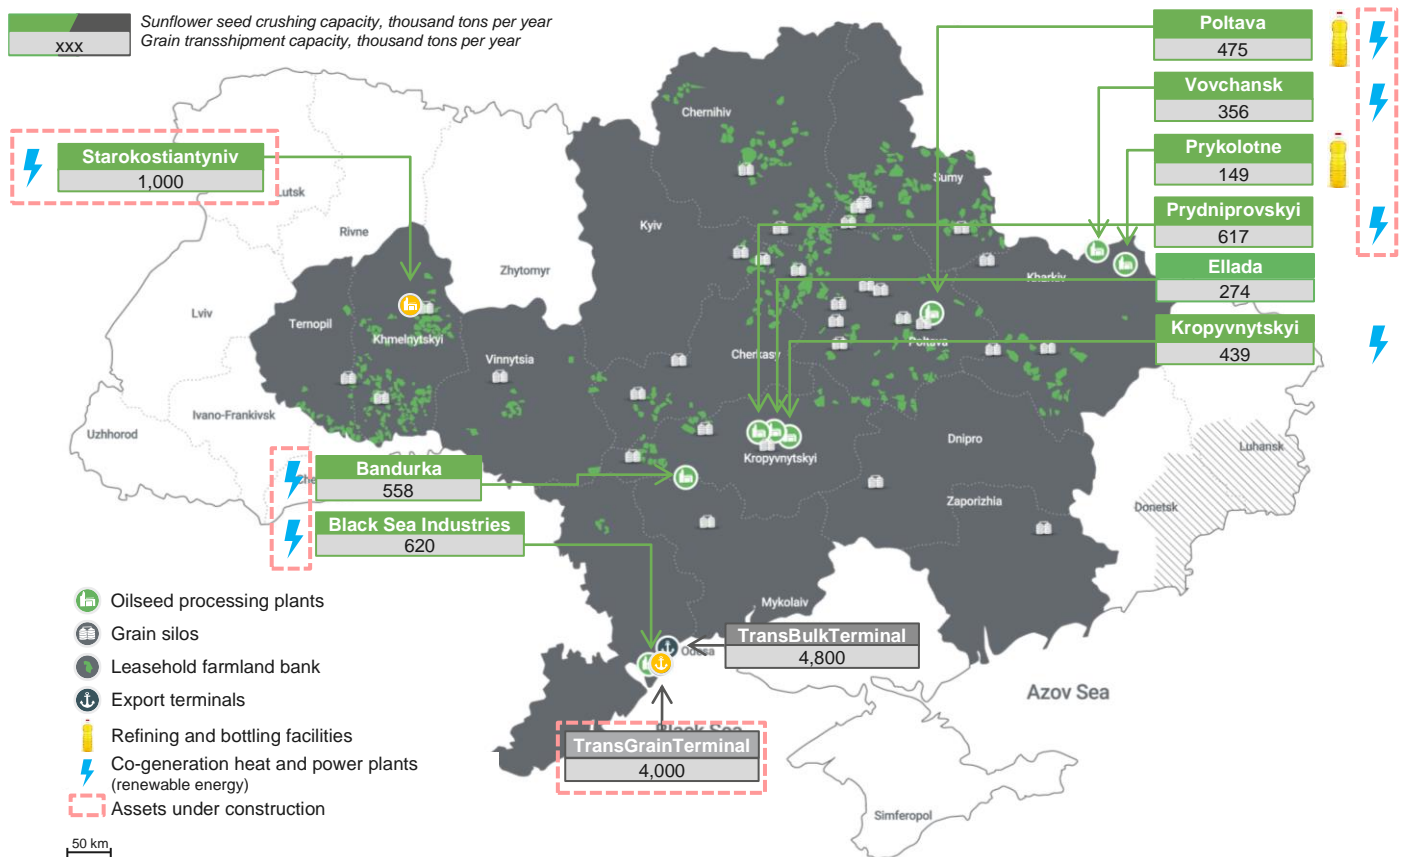 Sunflower seed crushing capacity, thousand tons per year
xxx
Grain transshipment capacity, thousand tons per year
Poltava
475
Vovchansk
356
Prykolotne
149
Prydniprovskyi
617
Ellada
274
Kropyvnytskyi
439
Starokostiantyniv
1,000
Chernihiv
Sumy
Lutsk
Rivne
Kyiv
Zhytomyr
Kharkiv
Lviv
Ternopil
Khmelnytskyi
Vinnytsia
Cherkasy
Poltava
Ivano-Frankivsk
Uzhhorod
Kropyvnytskyi
Dnipro
Luhansk
Zaporizhia
Donetsk
Che
Bandurka
558
Black Sea Industries
620
Mykolaiv
Odesa
TransBulkTerminal
4,800
Azov Sea
Black Sea
TransGrainTerminal
4,000
Simferopol
Oilseed processing plants
Grain silos
Leasehold farmland bank
Export terminals
Refining and bottling facilities
Co-generation heat and power plants
(renewable energy)
Assets under construction
50 km